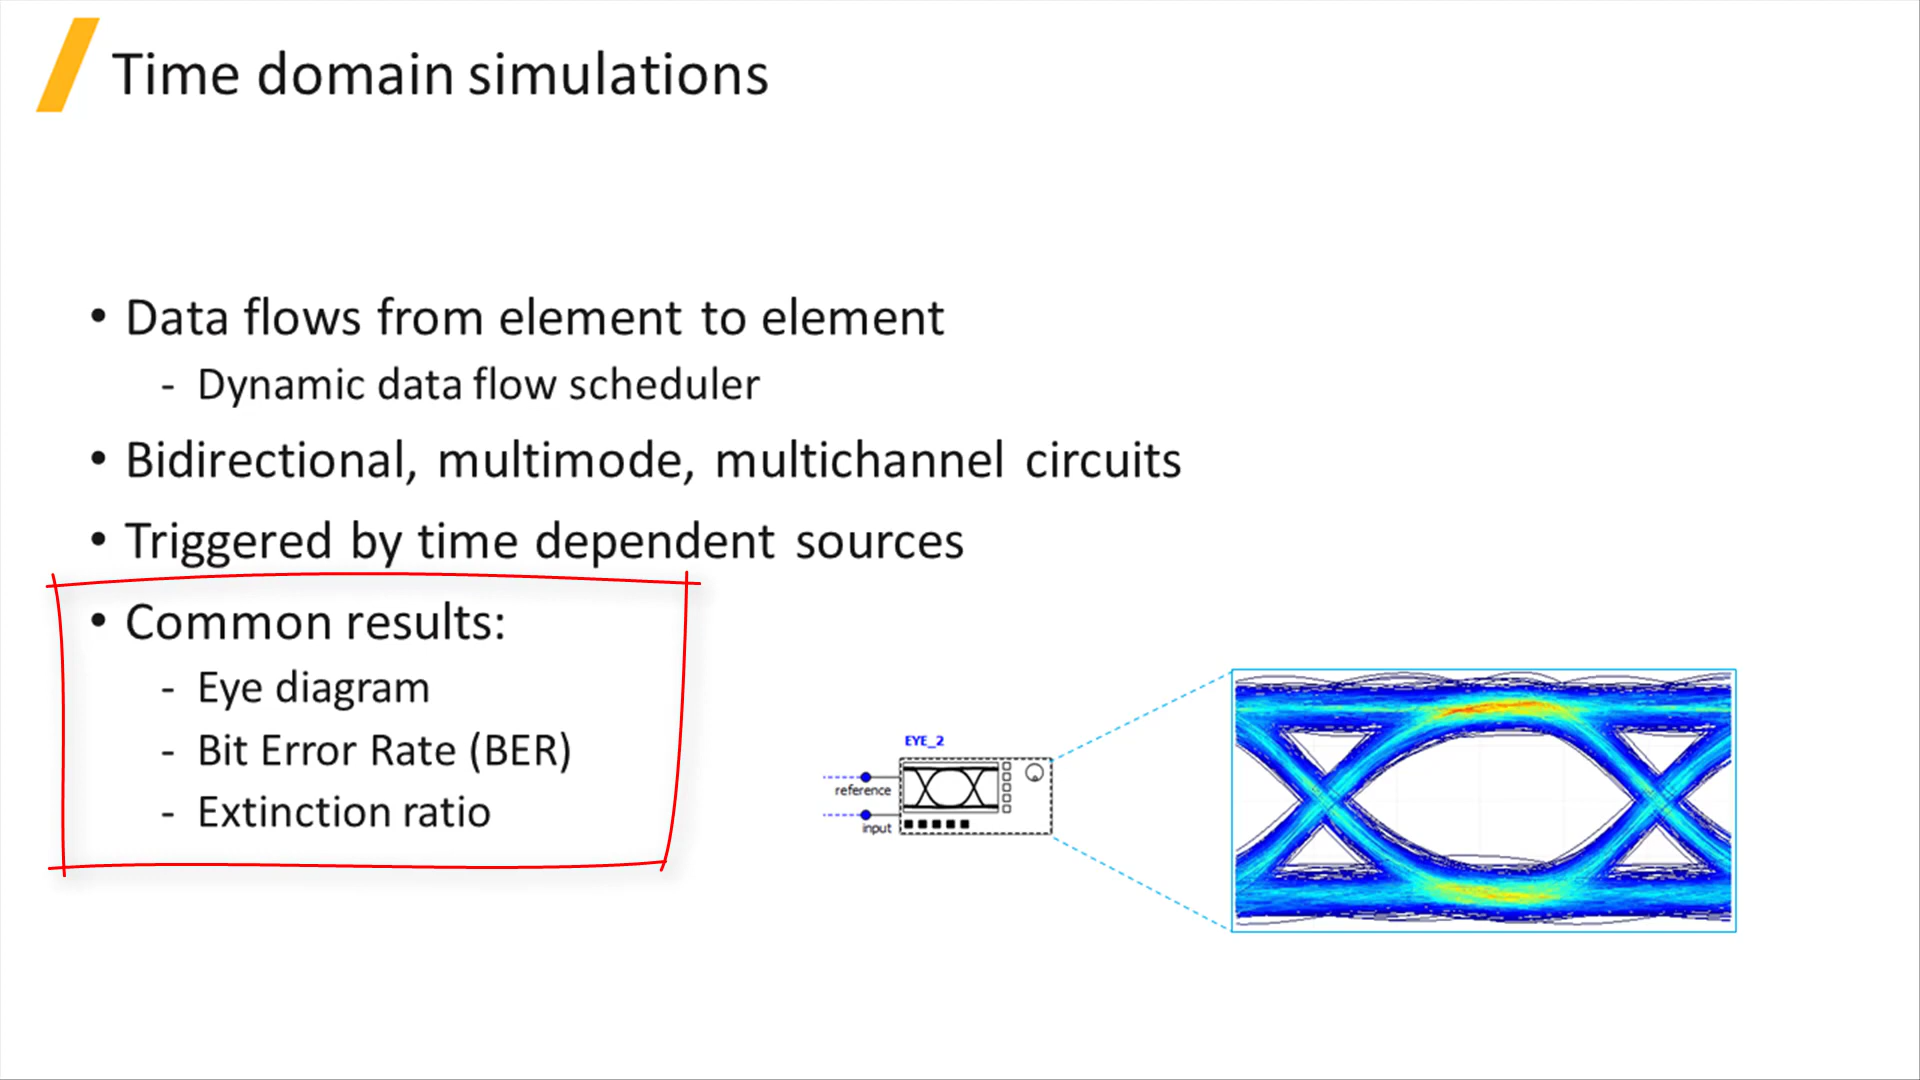 Time domain simulations
• Data flows from element to element
- Dynamic data flow scheduler
• Bidirectional, multimode, multichannel circuits
• Triggered by time dependent sources
• Common results:
- Eye diagram
- Bit Error Rate (BER)
- Extinction ratio
EYE_2
reference
input